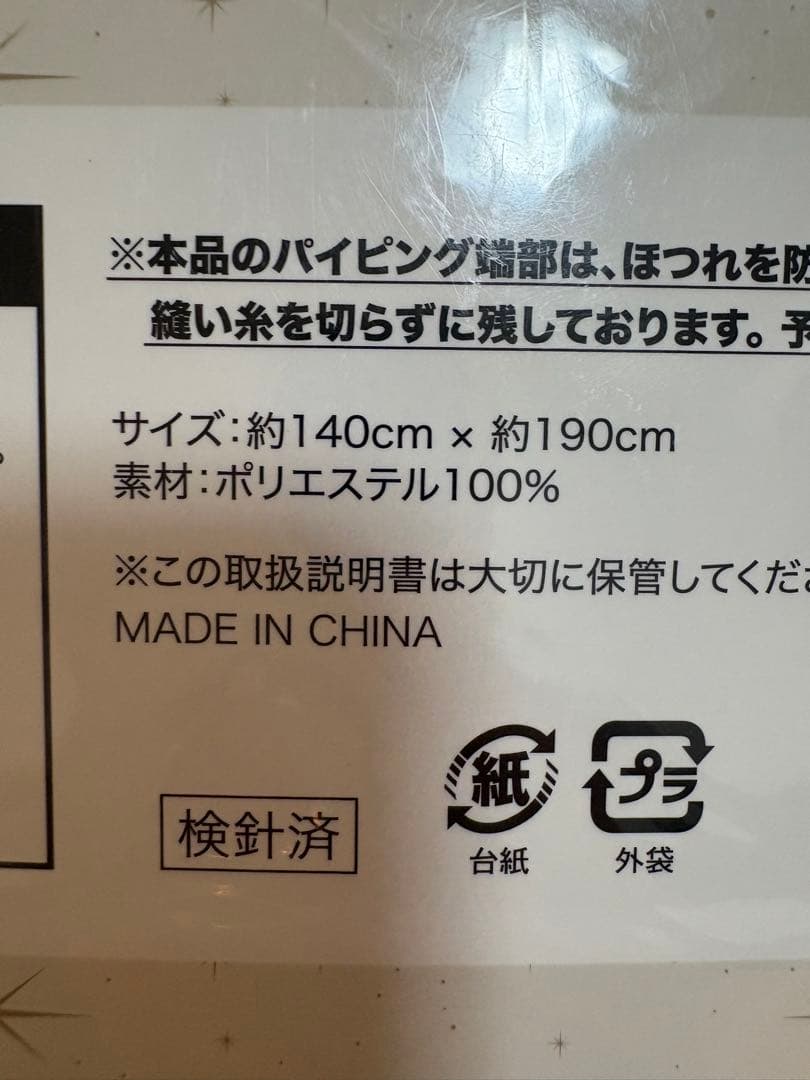 ※本品のパイピング端部は、ほつれを防
縫い糸を切らずに残しております。予
サイズ：約140cm × 約190cm
素材：ポリエステル100%
※この取扱説明書は大切に保管してくださ
MADE IN CHINA
検針済
紙
台紙
プラ
外袋